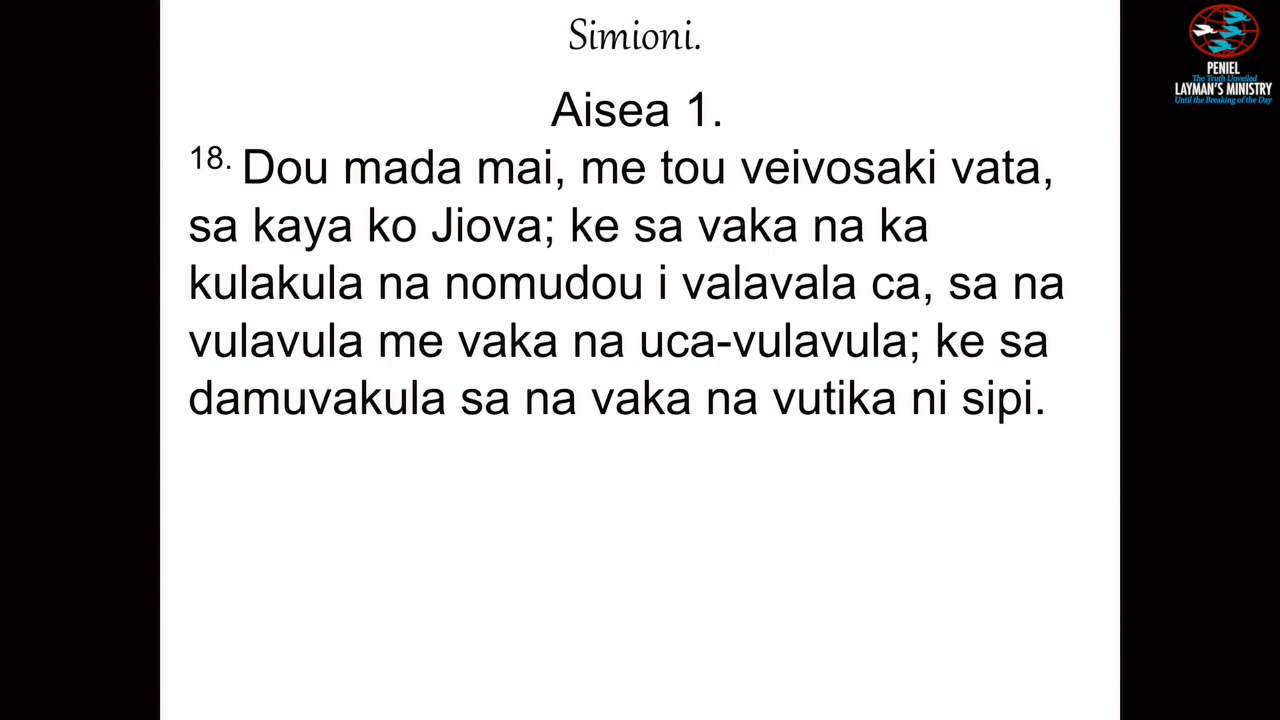 Simioni.
Aisea 1.
18. Dou mada mai, me tou veivosaki vata,
sa kaya ko Jiova; ke sa vaka na ka
kulakula na nomudou i valavala ca, sa na
vulavula me vaka na uca-vulavula; ke sa
damuvakula sa na vaka na vutika ni sipi.
PENIEL
The Truth Unveiled
LAYMAN'S MINISTRY
Until the Breaking of the Day